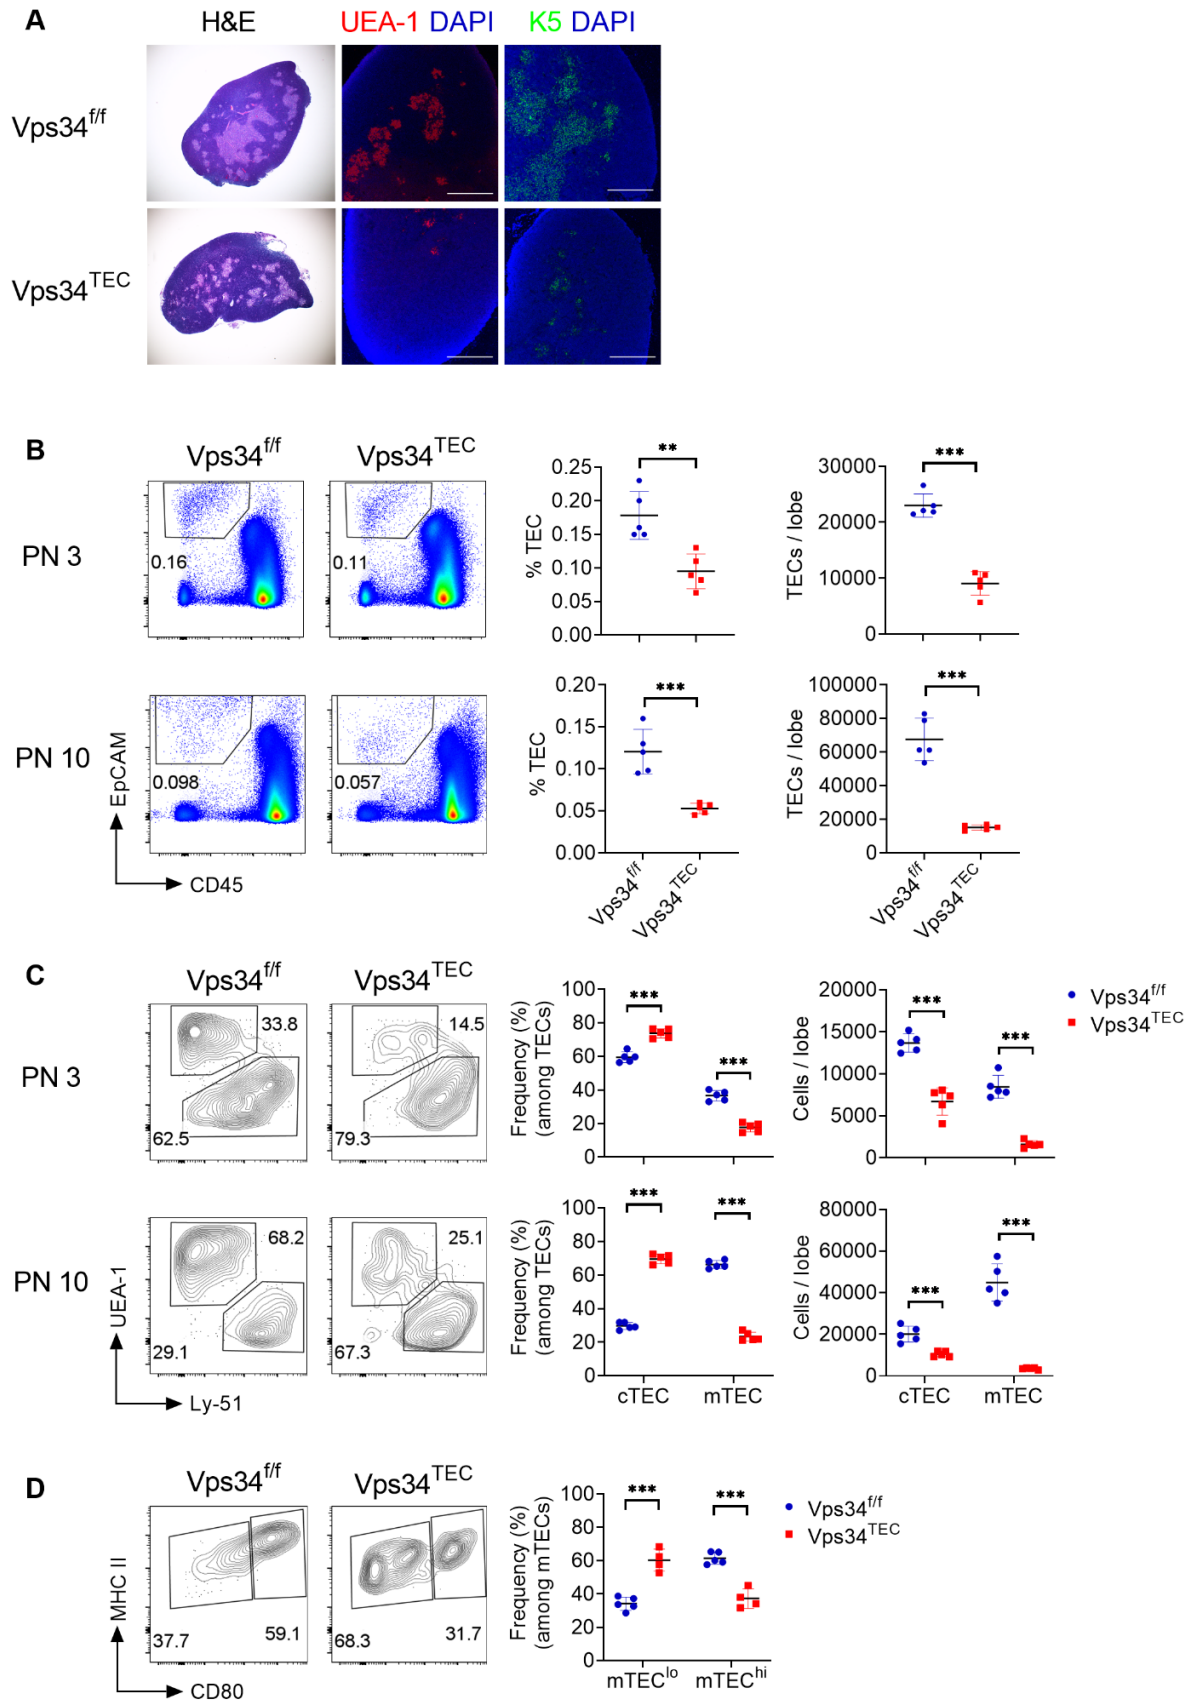 A
H&E
UEA-1 DAPI
K5 DAPI
Vps34f/f
Vps34TEC
B
Vps34f/f
Vps34TEC
PN 3
0.16
0.11
% TEC
0.25
0.20
0.15
0.10
0.05
0.00
**
TECs / lobe
30000
20000
10000
0
***
PN 10
0.098
0.057
EpCAM
CD45
% TEC
0.20
0.15
0.10
0.05
0.00
***
Vps34f/f
Vps34TEC
TECs / lobe
100000
80000
60000
40000
20000
0
***
Vps34f/f
Vps34TEC
C
Vps34f/f
Vps34TEC
PN 3
33.8
62.5
14.5
79.3
Frequency (%)
(among TECs)
100
80
60
40
20
0
***
***
Cells / lobe
20000
15000
10000
5000
0
***
***
Vps34f/f
Vps34TEC
PN 10
68.2
29.1
25.1
67.3
UEA-1
Ly-51
Frequency (%)
(among TECs)
100
80
60
40
20
0
***
***
cTEC
mTEC
Cells / lobe
80000
60000
40000
20000
0
***
***
cTEC
mTEC
D
Vps34f/f
Vps34TEC
37.7
59.1
68.3
31.7
MHC II
CD80
Frequency (%)
(among mTECs)
100
80
60
40
20
0
***
***
mTEClo
mTEChi
Vps34f/f
Vps34TEC